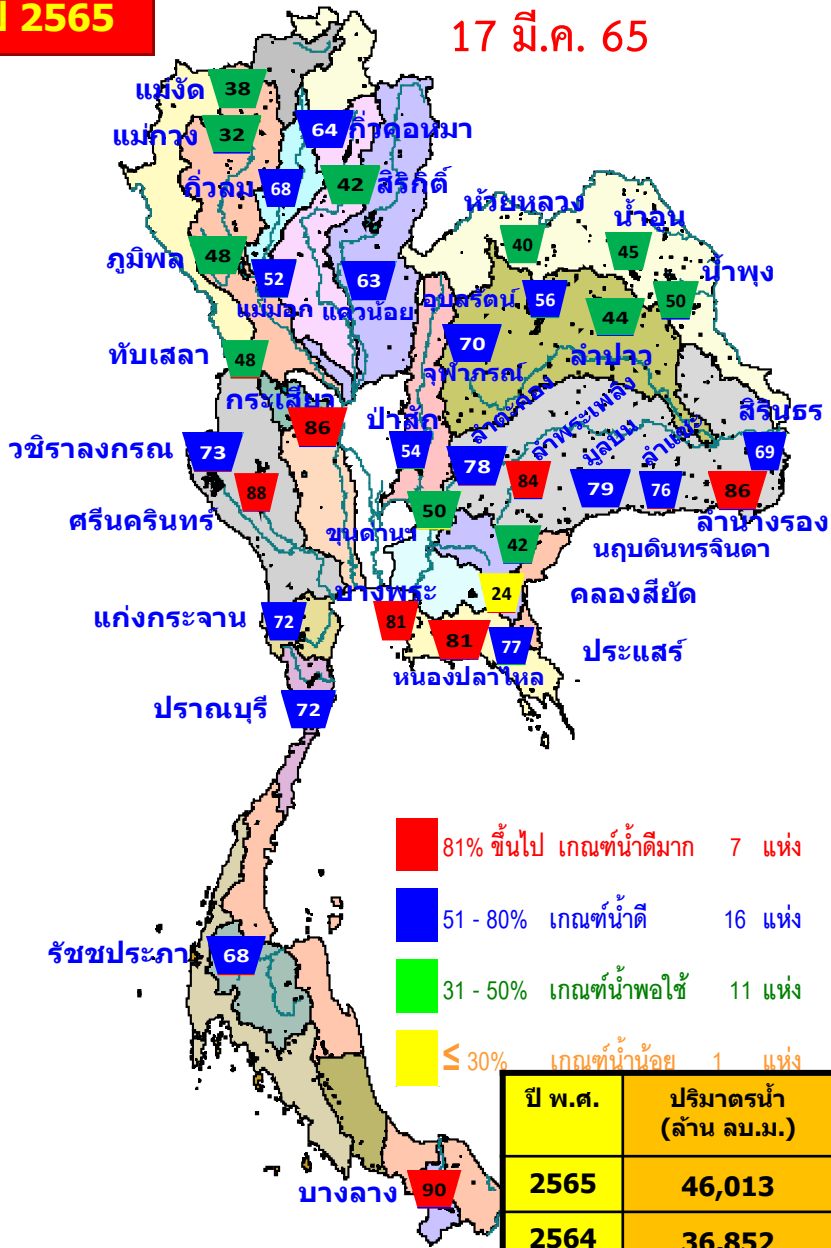 ปี 2565
17 มี.ค. 65
แม่งัด
38
แม่กวง
32
64
กิ่วคอหมา
กิ่วลม
68
42
สิริกิติ์
ห้วยหลวง
น้ำอูน
40
45
น้ำพุง
ภูมิพล
48
52
แม่มอก
63
แควน้อย
อุบลรัตน์
56
50
44
ลำปาว
70
จุฬาภรณ์
ทับเสลา
48
กระเสียว
86
ป่าสัก
54
ลำตะคอง
ลำพระเพลิง
มูลบน
ลำแชะ
สิรินธร
69
วชิราลงกรณ
73
78
84
79
76
86
ลำนางรอง
88
ศรีนครินทร์
50
ขุนด่านฯ
42
นฤบดินทรจินดา
บางพระ
24
คลองสียัด
แก่งกระจาน
72
81
81
77
ประแสร์
หนองปลาไหล
ปราณบุรี
72
81% ขึ้นไป เกณฑ์น้ำดีมาก 7 แห่ง
51 - 80% เกณฑ์น้ำดี 16 แห่ง
รัชชประภา
68
31 - 50% เกณฑ์น้ำพอใช้ 11 แห่ง
≤ 30% เกณฑ์น้ำน้อย 1 แห่ง
ปี พ.ศ. ปริมาตรน้ำ
(ล้าน ลบ.ม.)
2565 46,013
2564 36,852
บางลาง
90